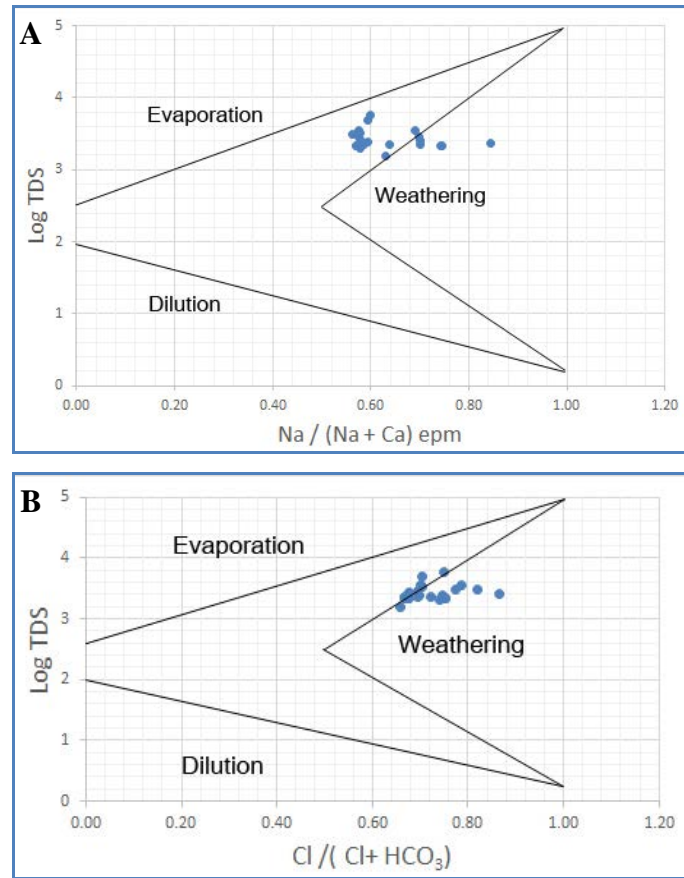 A
5
4
3
2
1
0
Log TDS
Evaporation
Weathering
Dilution
0.00 0.20 0.40 0.60 0.80 1.00 1.20
Na / (Na + Ca) epm
B
5
4
3
2
1
0
Log TDS
Evaporation
Weathering
Dilution
0.00 0.20 0.40 0.60 0.80 1.00 1.20
Cl /( Cl+ HCO₃)